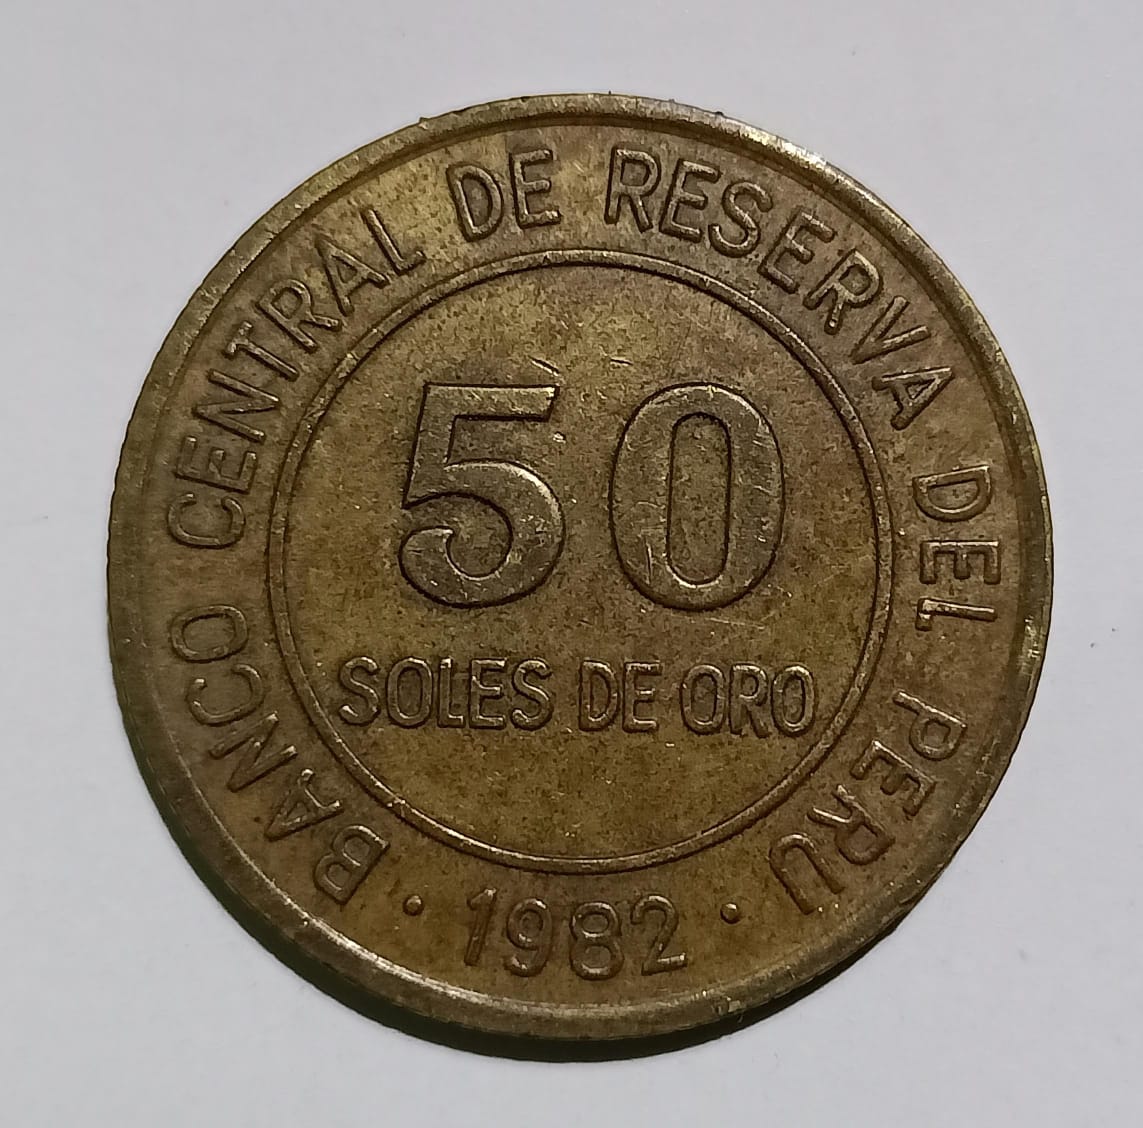 BANCO CENTRAL DE RESERVA DEL PERU
50
SOLES DE ORO
· 1982 ·